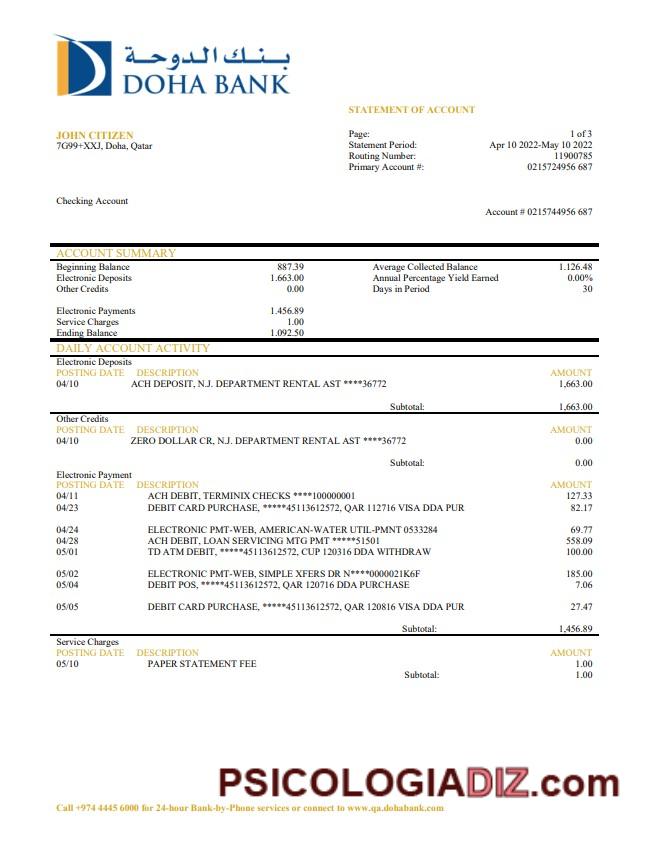 بنك الدوحة
DOHA BANK
STATEMENT OF ACCOUNT
JOHN CITIZEN
7G99+XXJ, Doha, Qatar
Page: 1 of 3
Statement Period: Apr 10 2022-May 10 2022
Routing Number: 11900785
Primary Account #: 0215724956 687
Checking Account
Account # 0215744956 687
ACCOUNT SUMMARY
Beginning Balance 887.39 Average Collected Balance 1.126.48
Electronic Deposits 1.663.00 Annual Percentage Yield Earned 0.00%
Other Credits 0.00 Days in Period 30
Electronic Payments 1.456.89
Service Charges 1.00
Ending Balance 1.092.50
DAILY ACCOUNT ACTIVITY
Electronic Deposits
POSTING DATE DESCRIPTION AMOUNT
04/10 ACH DEPOSIT, N.J. DEPARTMENT RENTAL AST ****36772 1,663.00
Subtotal: 1,663.00
Other Credits
POSTING DATE DESCRIPTION AMOUNT
04/10 ZERO DOLLAR CR, N.J. DEPARTMENT RENTAL AST ****36772 0.00
Subtotal: 0.00
Electronic Payment
POSTING DATE DESCRIPTION AMOUNT
04/11 ACH DEBIT, TERMINIX CHECKS ****100000001 127.33
04/23 DEBIT CARD PURCHASE, *****45113612572, QAR 112716 VISA DDA PUR 82.17
04/24 ELECTRONIC PMT-WEB, AMERICAN-WATER UTIL-PMNT 0533284 69.77
04/28 ACH DEBIT, LOAN SERVICING MTG PMT *****51501 558.09
05/01 TD ATM DEBIT, *****45113612572, CUP 120316 DDA WITHDRAW 100.00
05/02 ELECTRONIC PMT-WEB, SIMPLE XFERS DR N****0000021K6F 185.00
05/04 DEBIT POS, *****45113612572, QAR 120716 DDA PURCHASE 7.06
05/05 DEBIT CARD PURCHASE, *****45113612572, QAR 120816 VISA DDA PUR 27.47
Subtotal: 1,456.89
Service Charges
POSTING DATE DESCRIPTION AMOUNT
05/10 PAPER STATEMENT FEE 1.00
Subtotal: 1.00
PSICOLOGIADIZ.com
Call +974 4445 6000 for 24-hour Bank-by-Phone services or connect to www.qa.dohabank.com